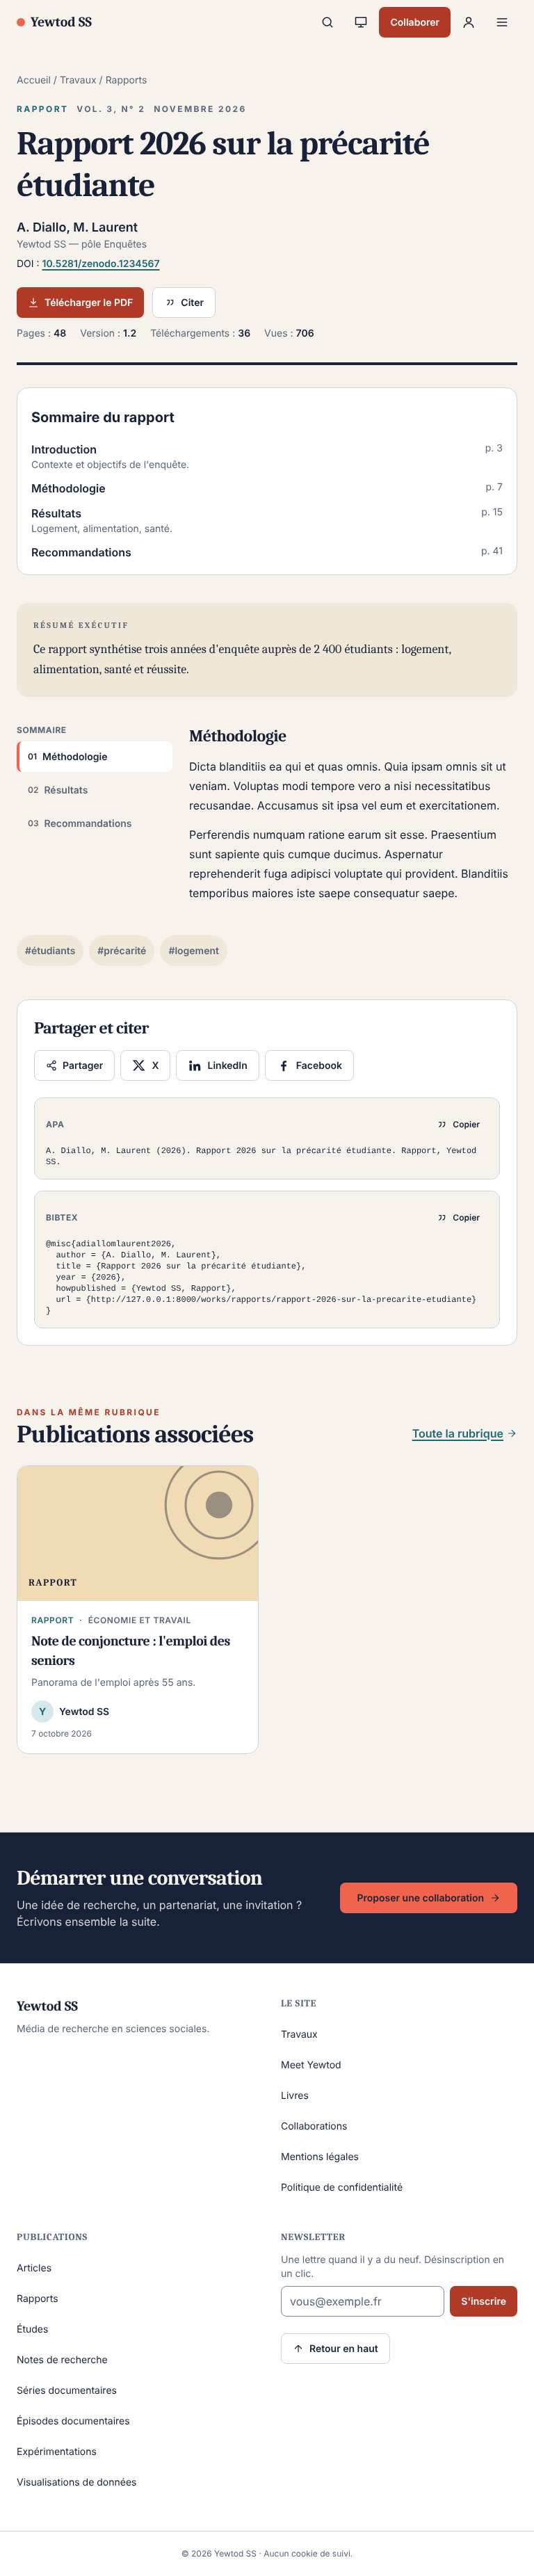 Yewtod SS
Collaborer
Accueil / Travaux / Rapports
RAPPORT VOL. 3, N° 2 NOVEMBRE 2026
Rapport 2026 sur la précarité
étudiante
A. Diallo, M. Laurent
Yewtod SS — pôle Enquêtes
DOI : 10.5281/zenodo.1234567
Télécharger le PDF
Citer
Pages : 48 Version : 1.2 Téléchargements : 36 Vues : 706
Sommaire du rapport
Introduction p. 3
Contexte et objectifs de l'enquête.
Méthodologie p. 7
Résultats p. 15
Logement, alimentation, santé.
Recommandations p. 41
RÉSUMÉ EXÉCUTIF
Ce rapport synthétise trois années d'enquête auprès de 2 400 étudiants : logement,
alimentation, santé et réussite.
SOMMAIRE
01 Méthodologie
02 Résultats
03 Recommandations
Méthodologie
Dicta blanditiis ea qui et quas omnis. Quia ipsam omnis sit ut
veniam. Voluptas modi tempore vero a nisi necessitatibus
recusandae. Accusamus sit ipsa vel eum et exercitationem.
Perferendis numquam ratione earum sit esse. Praesentium
sunt sapiente quis cumque ducimus. Aspernatur
reprehenderit fuga adipisci voluptate qui provident. Blanditiis
temporibus maiores iste saepe consequatur saepe.
#étudiants #précarité #logement
Partager et citer
Partager
X
LinkedIn
Facebook
APA
Copier
A. Diallo, M. Laurent (2026). Rapport 2026 sur la précarité étudiante. Rapport, Yewtod
SS.
BIBTEX
Copier
@misc{adiallomlaurent2026,
  author = {A. Diallo, M. Laurent},
  title = {Rapport 2026 sur la précarité étudiante},
  year = {2026},
  howpublished = {Yewtod SS, Rapport},
  url = {http://127.0.0.1:8000/works/rapports/rapport-2026-sur-la-precarite-etudiante}
}
DANS LA MÊME RUBRIQUE
Publications associées
Toute la rubrique
RAPPORT
RAPPORT · ÉCONOMIE ET TRAVAIL
Note de conjoncture : l'emploi des
seniors
Panorama de l'emploi après 55 ans.
Y
Yewtod SS
7 octobre 2026
Démarrer une conversation
Une idée de recherche, un partenariat, une invitation ?
Écrivons ensemble la suite.
Proposer une collaboration
Yewtod SS
Média de recherche en sciences sociales.
LE SITE
Travaux
Meet Yewtod
Livres
Collaborations
Mentions légales
Politique de confidentialité
PUBLICATIONS
Articles
Rapports
Études
Notes de recherche
Séries documentaires
Épisodes documentaires
Expérimentations
Visualisations de données
NEWSLETTER
Une lettre quand il y a du neuf. Désinscription en
un clic.
vous@exemple.fr
S'inscrire
Retour en haut
© 2026 Yewtod SS · Aucun cookie de suivi.